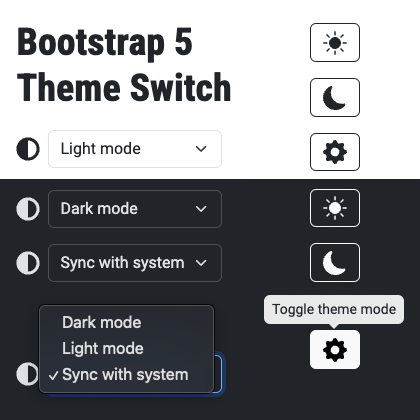 Bootstrap 5
Theme Switch
Light mode
Dark mode
Sync with system
Toggle theme mode
Dark mode
Light mode
✓ Sync with system